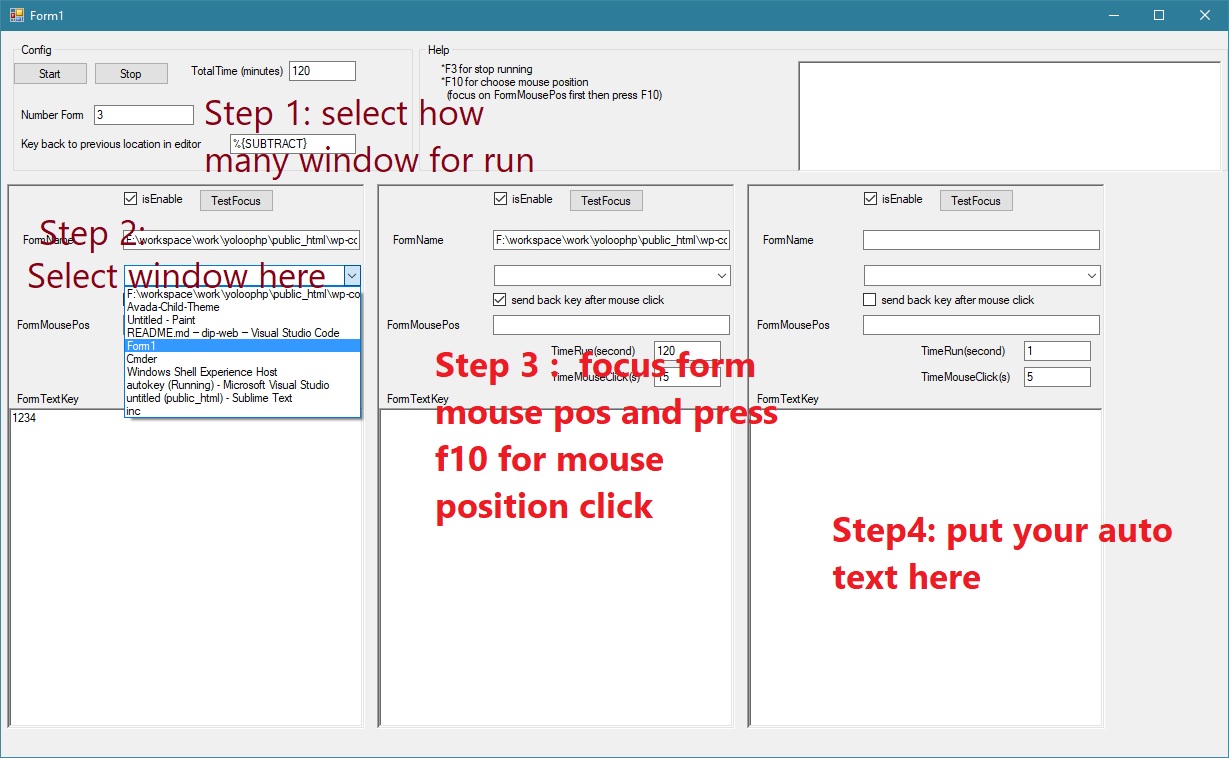 Form1
Config
Start
Stop
TotalTime (minutes)
120
Number Form
3
Key back to previous location in editor
%{SUBTRACT}
Help
*F3 for stop running
*F10 for choose mouse position
(focus on FormMousePos first then press F10)
Step 1: select how
many window for run
isEnable
TestFocus
Step 2:
FormName
F:\workspace\work\yoloophp\public_html\wp-cc
Select window here
F:\workspace\work\yoloophp\public_html\wp-co
Avada-Child-Theme
Untitled - Paint
README.md – dip-web – Visual Studio Code
Form1
Cmder
Windows Shell Experience Host
autokey (Running) - Microsoft Visual Studio
untitled (public_html) - Sublime Text
inc
FormMousePos
FormTextKey
1234
isEnable
TestFocus
FormName
F:\workspace\work\yoloophp\public_html\wp-cc
send back key after mouse click
FormMousePos
TimeRun(second)
120
TimeMouseClick(s)
15
FormTextKey
Step 3 : focus form
mouse pos and press
f10 for mouse
position click
isEnable
TestFocus
FormName
send back key after mouse click
FormMousePos
TimeRun(second)
1
TimeMouseClick(s)
5
FormTextKey
Step4: put your auto
text here